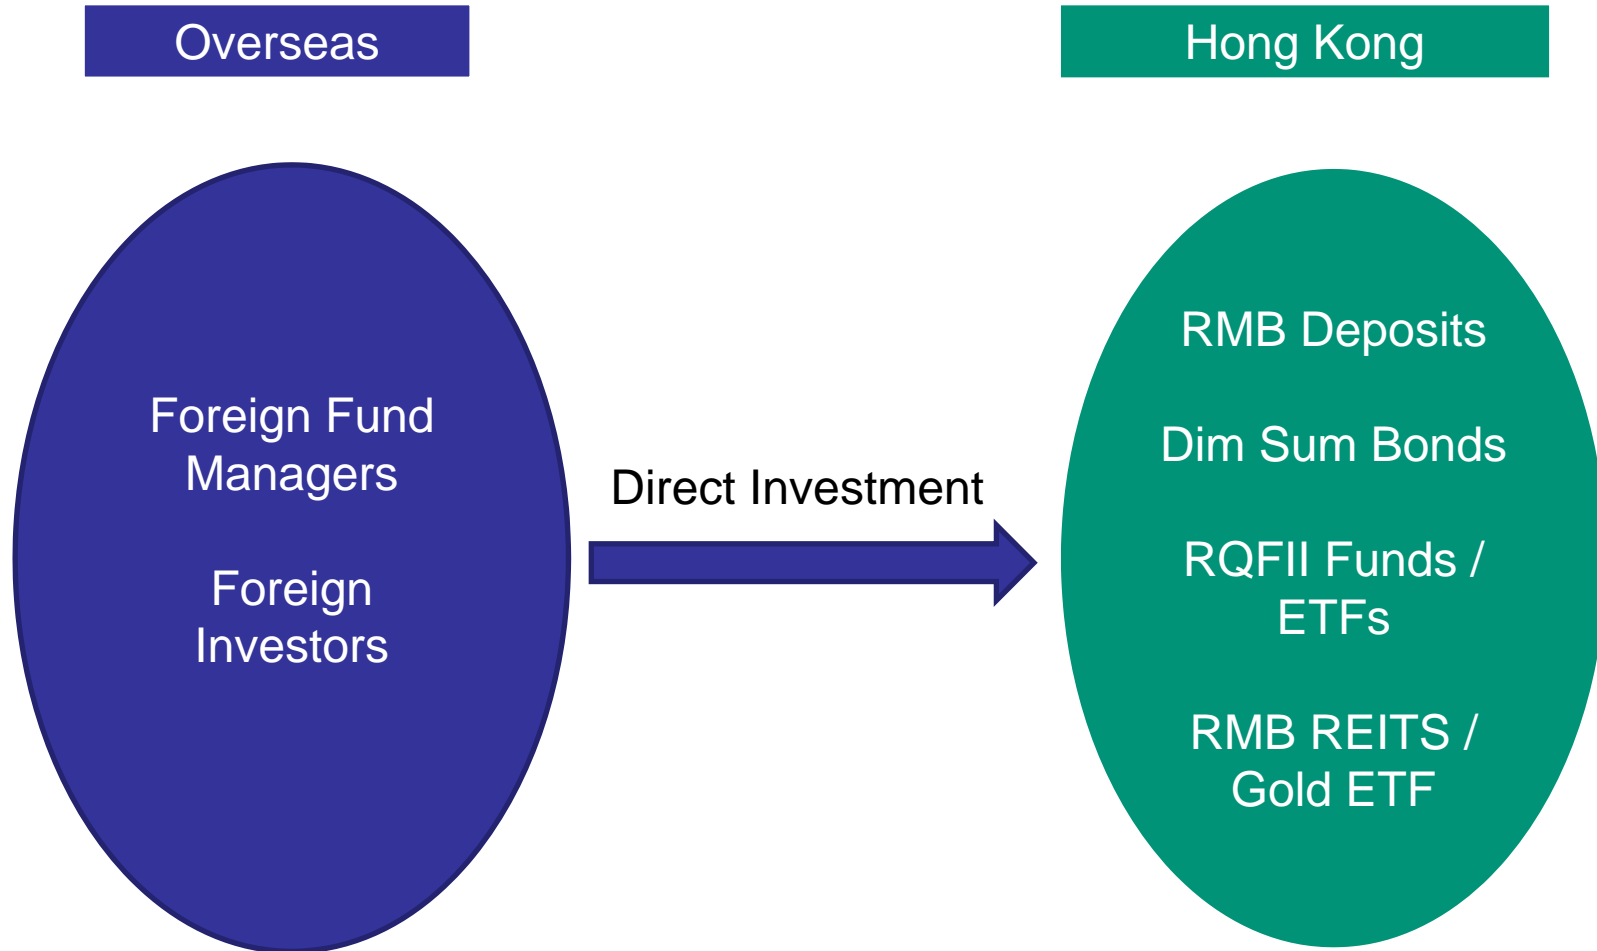 Overseas
Hong Kong
Foreign Fund
Managers
Foreign
Investors
Direct Investment
RMB Deposits
Dim Sum Bonds
RQFII Funds /
ETFs
RMB REITS /
Gold ETF